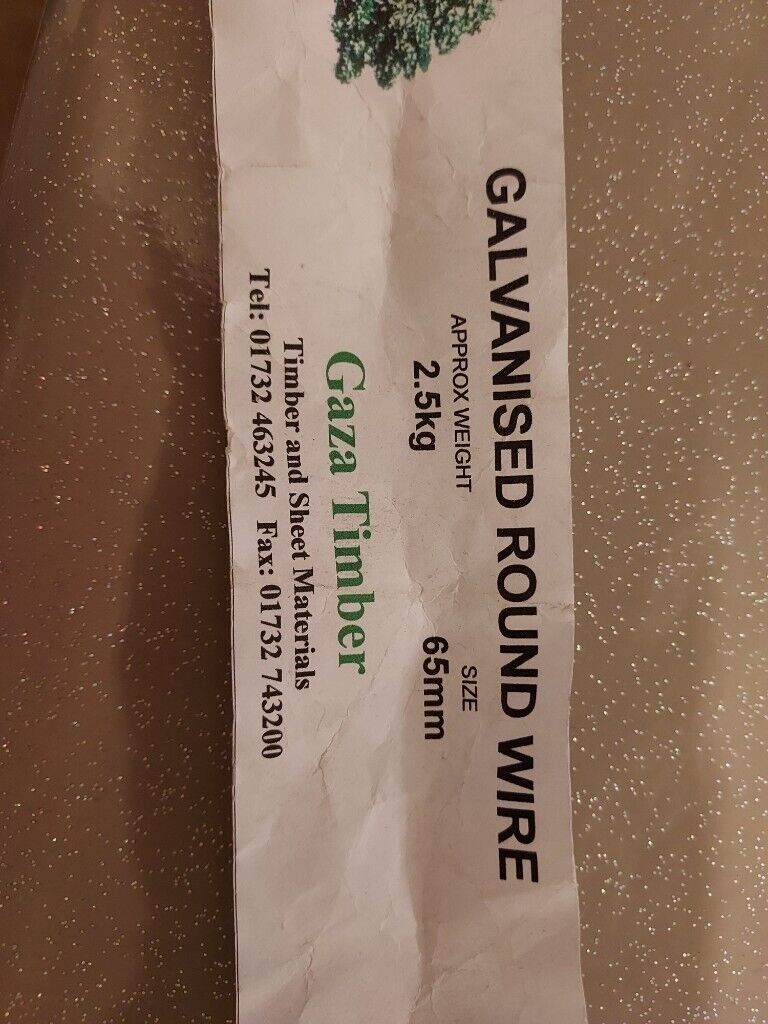 GALVANISED ROUND WIRE
APPROX WEIGHT SIZE
2.5kg 65mm
Gaza Timber
Timber and Sheet Materials
Tel: 01732 463245 Fax: 01732 743200